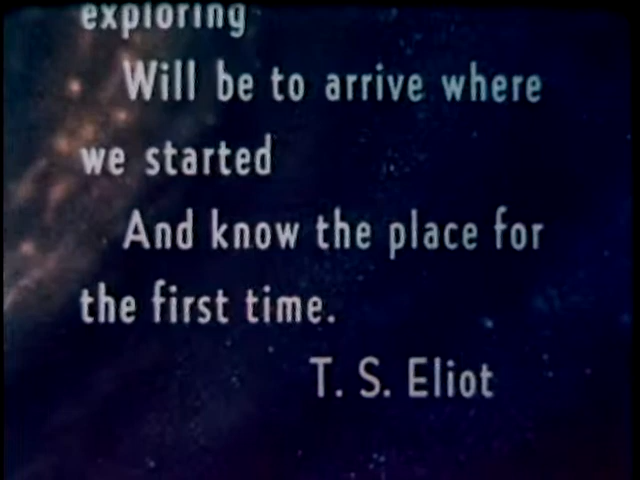 exploring
Will be to arrive where
we started
And know the place for
the first time.
T. S. Eliot